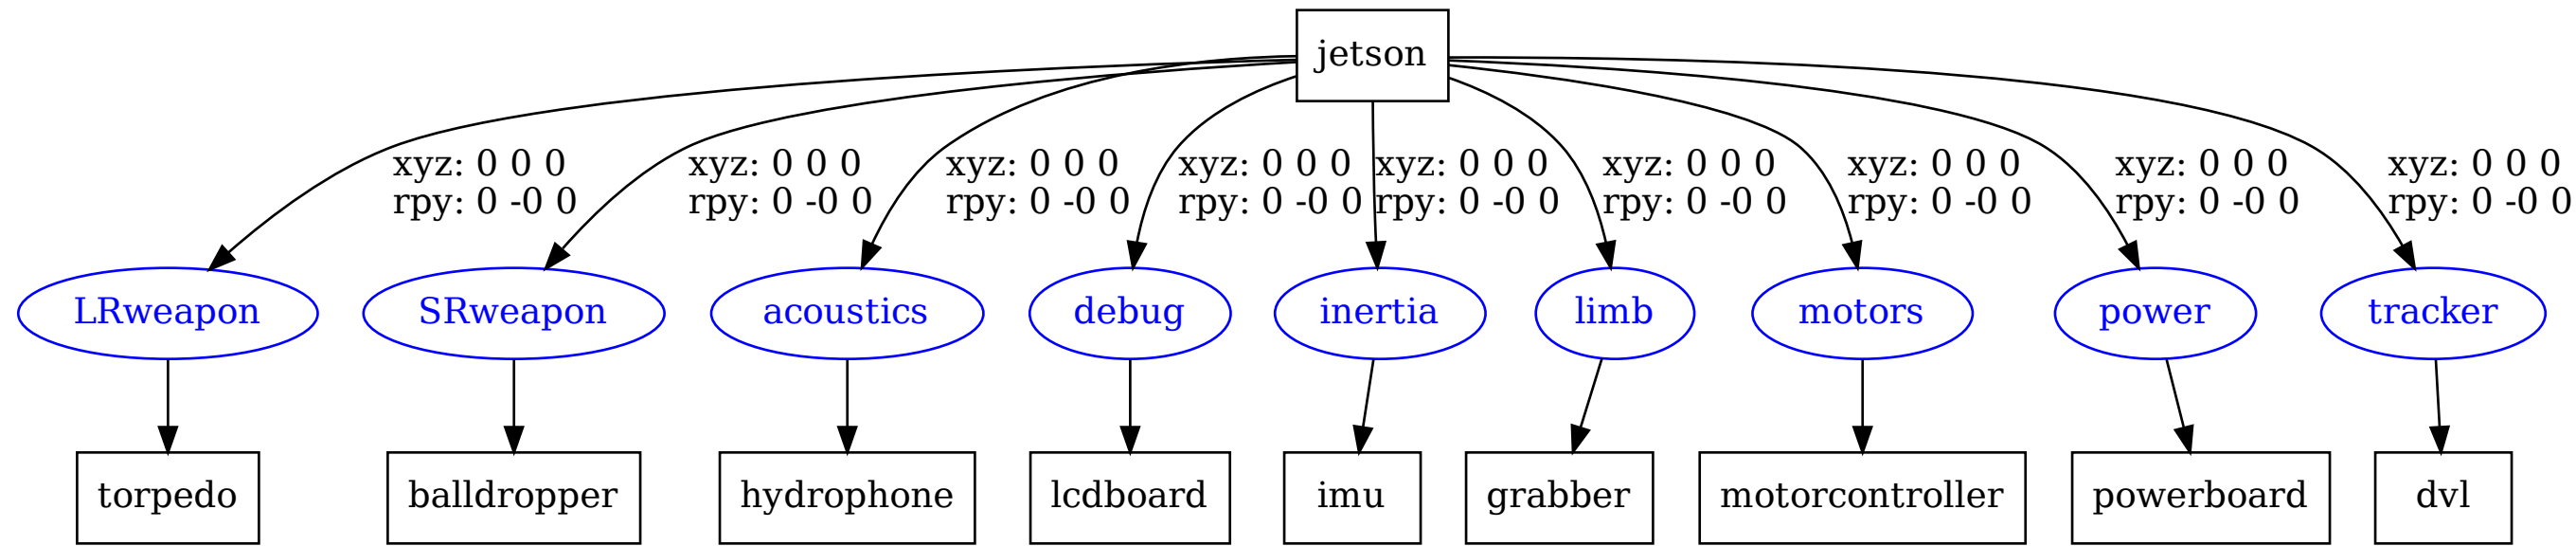 jetson
xyz: 0 0 0
rpy: 0 -0 0
xyz: 0 0 0
rpy: 0 -0 0
xyz: 0 0 0
rpy: 0 -0 0
xyz: 0 0 0
rpy: 0 -0 0
xyz: 0 0 0
rpy: 0 -0 0
xyz: 0 0 0
rpy: 0 -0 0
xyz: 0 0 0
rpy: 0 -0 0
xyz: 0 0 0
rpy: 0 -0 0
xyz: 0 0 0
rpy: 0 -0 0
LRweapon
SRweapon
acoustics
debug
inertia
limb
motors
power
tracker
torpedo
balldropper
hydrophone
lcdboard
imu
grabber
motorcontroller
powerboard
dvl